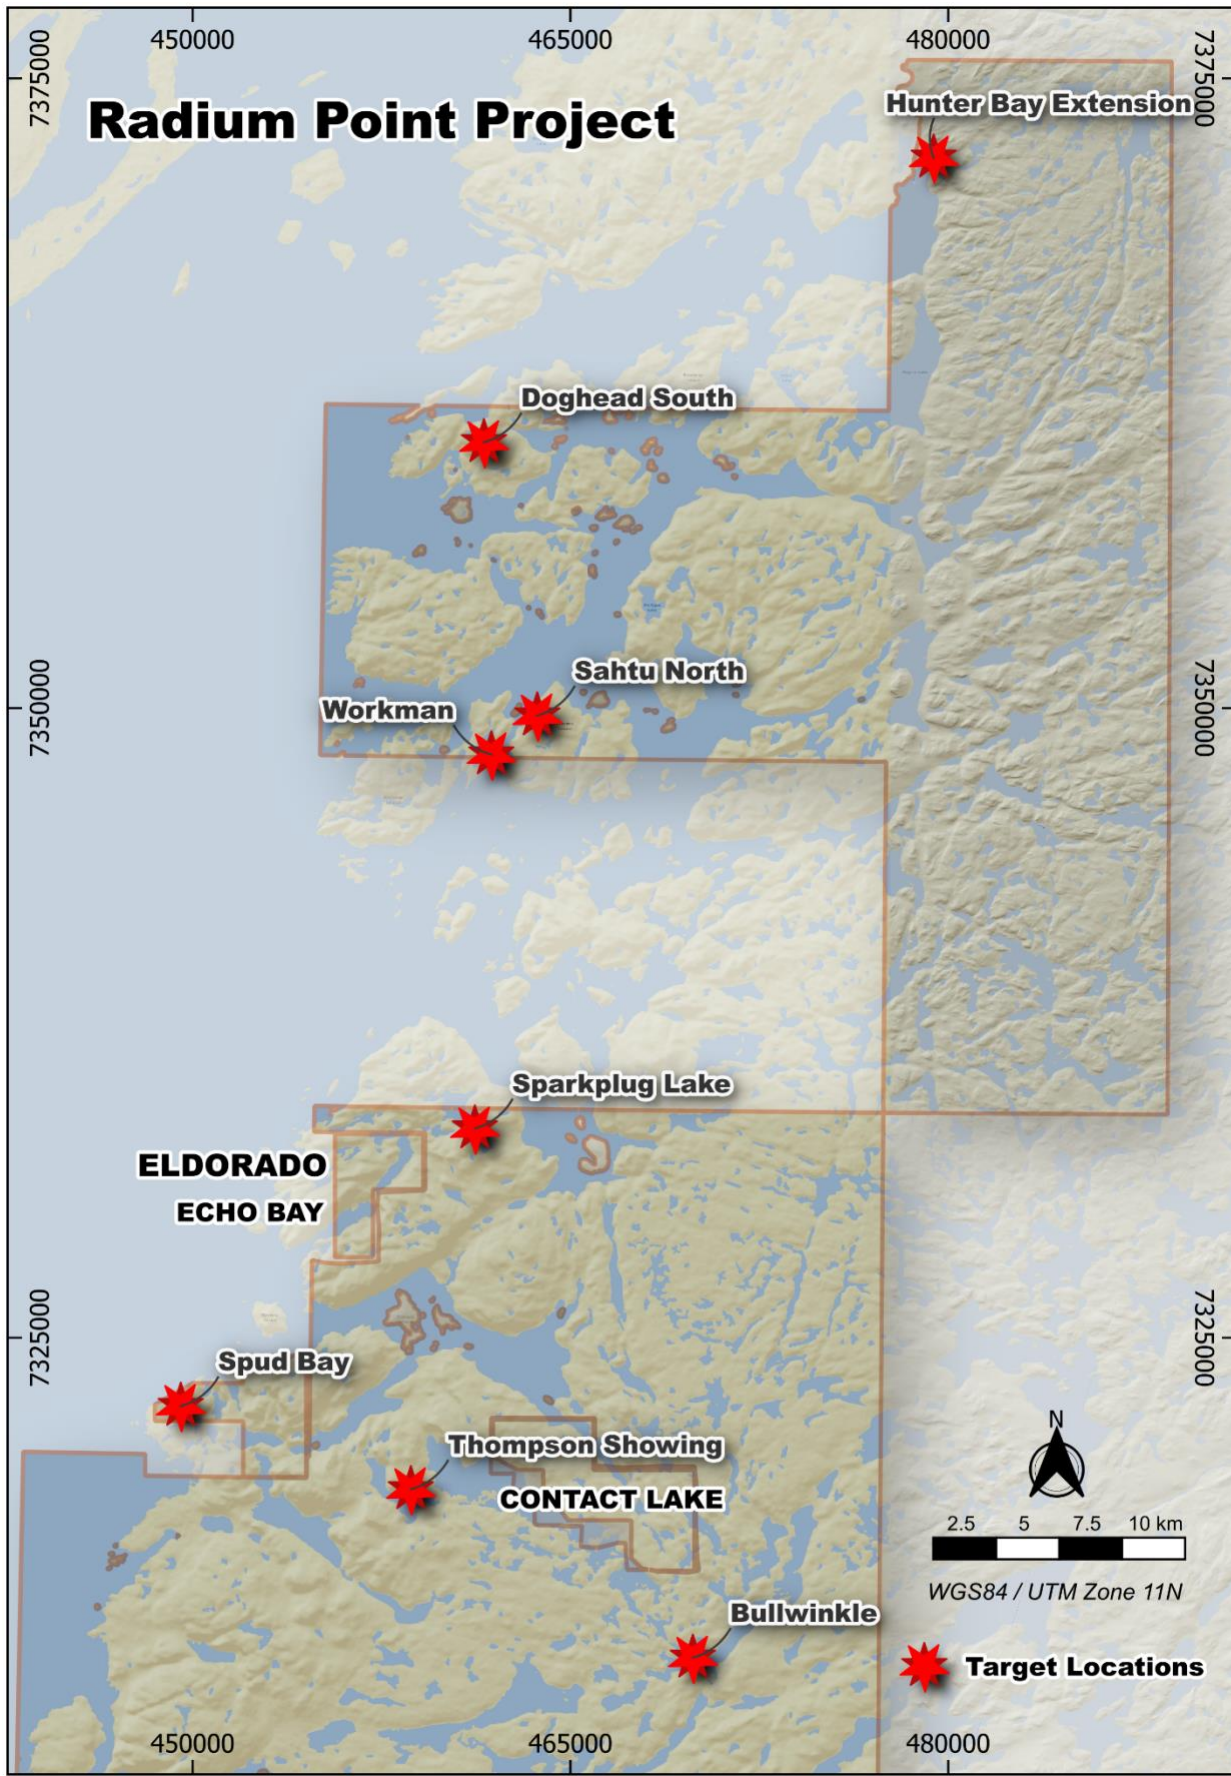 450000
465000
480000
7375000
7375000
Radium Point Project
Hunter Bay Extension
Doghead South
Sahtu North
Workman
7350000
7350000
Sparkplug Lake
ELDORADO
ECHO BAY
7325000
7325000
Spud Bay
Thompson Showing
CONTACT LAKE
N
2.5 5 7.5 10 km
WGS84 / UTM Zone 11N
Bullwinkle
Target Locations
450000
465000
480000